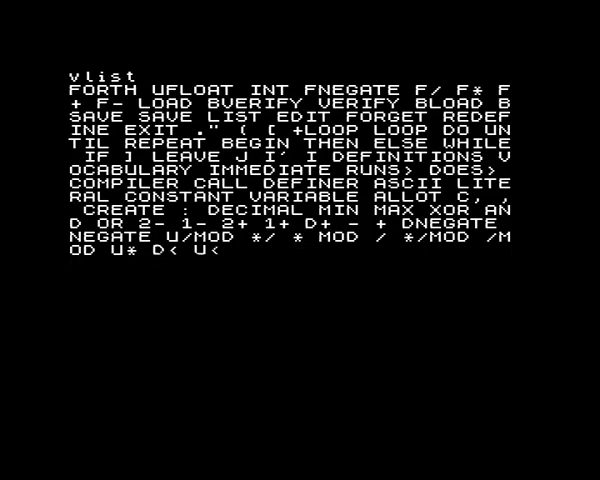 vlist
FORTH UFLOAT INT FNEGATE F/ F* F
+ F- LOAD BVERIFY VERIFY BLOAD B
SAVE SAVE LIST EDIT FORGET REDEF
INE EXIT ." ( [ +LOOP LOOP DO UN
TIL REPEAT BEGIN THEN ELSE WHILE
 IF ] LEAVE J I' I DEFINITIONS V
OCABULARY IMMEDIATE RUNS> DOES>
COMPILER CALL DEFINER ASCII LITE
RAL CONSTANT VARIABLE ALLOT C, ,
 CREATE : DECIMAL MIN MAX XOR AN
D OR 2- 1- 2+ 1+ D+ - + DNEGATE
NEGATE U/MOD */ * MOD / */MOD /M
OD U* D< U<